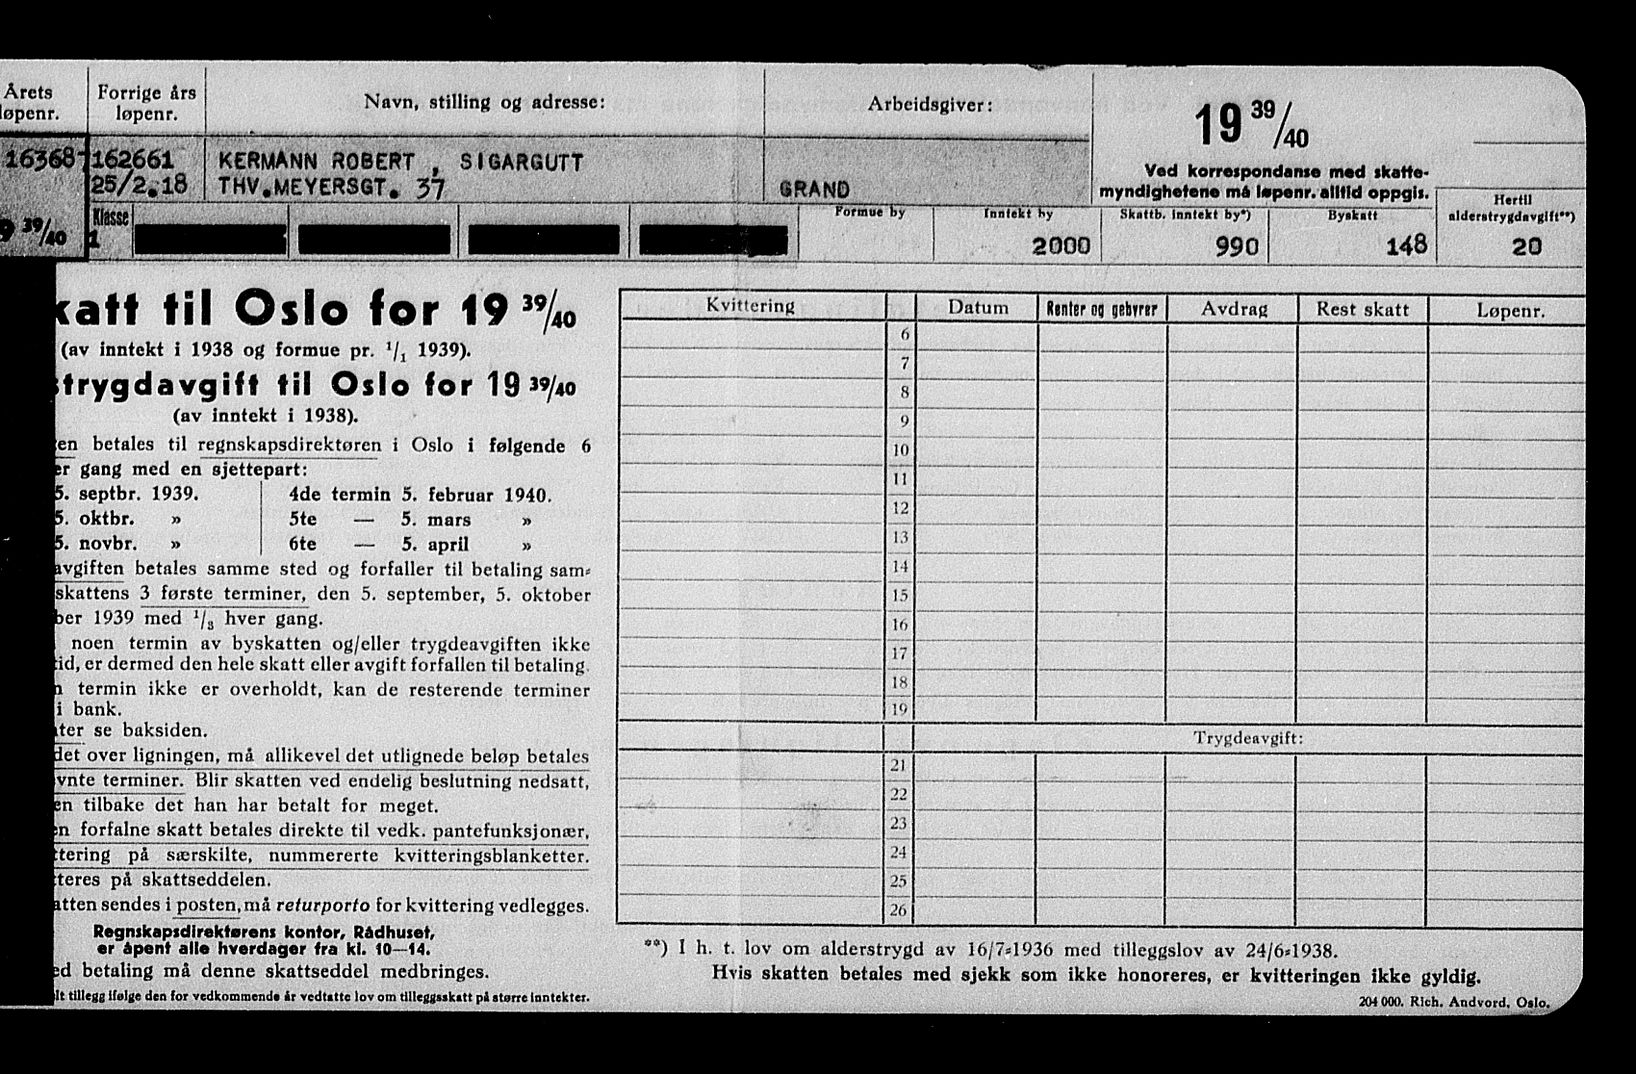 Årets løpenr.
Forrige års løpenr.
Navn, stilling og adresse:
Arbeidsgiver:
19 39/40
Ved korrespondanse med skatte-
myndighetene må løpenr. alltid oppgis.
16368 162661 KERMANN ROBERT , SIGARGUTT
25/2.18 THV.MEYERSGT. 37 GRAND
9 39/40
Klasse
1
Formue by
Inntekt by
2000
Skattb. inntekt by*)
990
Byskatt
148
Hertil
alderstrygdavgift**)
20
katt til Oslo for 19 39/40
(av inntekt i 1938 og formue pr. 1/1 1939).
strygdavgift til Oslo for 19 39/40
(av inntekt i 1938).
en betales til regnskapsdirektøren i Oslo i følgende 6
er gang med en sjettepart:
5. septbr. 1939. 4de termin 5. februar 1940.
5. oktbr. » 5te — 5. mars »
5. novbr. » 6te — 5. april »
avgiften betales samme sted og forfaller til betaling sam-
skattens 3 første terminer, den 5. september, 5. oktober
ber 1939 med 1/3 hver gang.
noen termin av byskatten og/eller trygdeavgiften ikke
tid, er dermed den hele skatt eller avgift forfallen til betaling.
n termin ikke er overholdt, kan de resterende terminer
i bank.
ter se baksiden.
det over ligningen, må allikevel det utlignede beløp betales
vnte terminer. Blir skatten ved endelig beslutning nedsatt,
en tilbake det han har betalt for meget.
en forfalne skatt betales direkte til vedk. pantefunksjonær,
ttering på særskilte, nummererte kvitteringsblanketter.
teres på skattseddelen.
atten sendes i posten, må returporto for kvittering vedlegges.
Regnskapsdirektørens kontor, Rådhuset,
er åpent alle hverdager fra kl. 10—14.
ed betaling må denne skattseddel medbringes.
lt tillegg ifølge den for vedkommende år vedtatte lov om tilleggsskatt på større inntekter.
Kvittering Datum Renter og gebyrer Avdrag Rest skatt Løpenr.
6
7
8
9
10
11
12
13
14
15
16
17
18
19
Trygdeavgift:
21
22
23
24
25
26
**) I h. t. lov om alderstrygd av 16/7-1936 med tilleggslov av 24/6-1938.
Hvis skatten betales med sjekk som ikke honoreres, er kvitteringen ikke gyldig.
204 000. Rich. Andvord, Oslo.